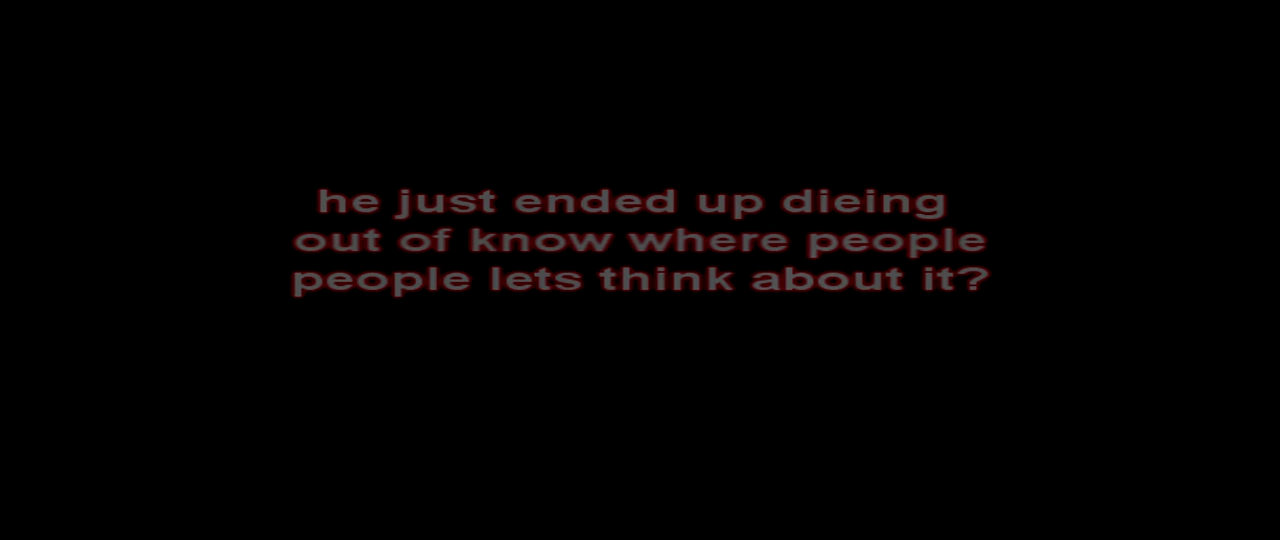 he just ended up dieing
out of know where people
people lets think about it?